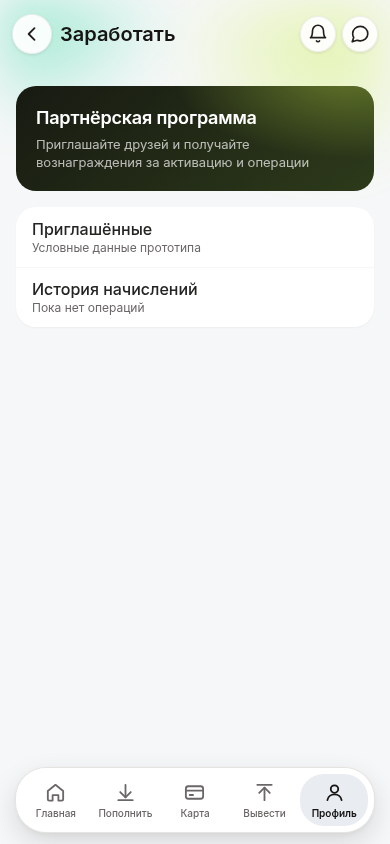 Заработать
Партнёрская программа
Приглашайте друзей и получайте
вознаграждения за активацию и операции
Приглашённые
Условные данные прототипа
История начислений
Пока нет операций
Главная
Пополнить
Карта
Вывести
Профиль